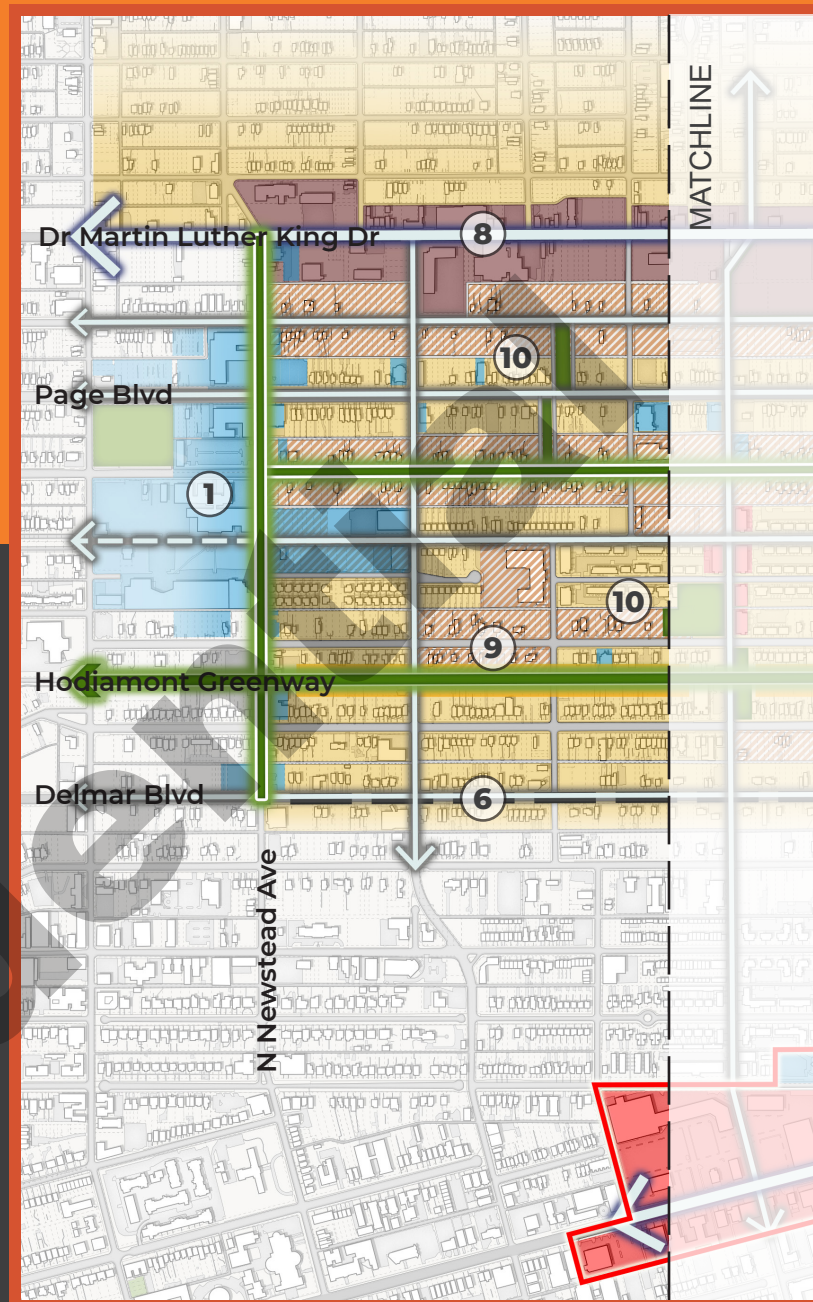 MATCHLINE
Dr Martin Luther King Dr
8
10
Page Blvd
1
10
9
Hodiamont Greenway
Delmar Blvd
6
N Newstead Ave